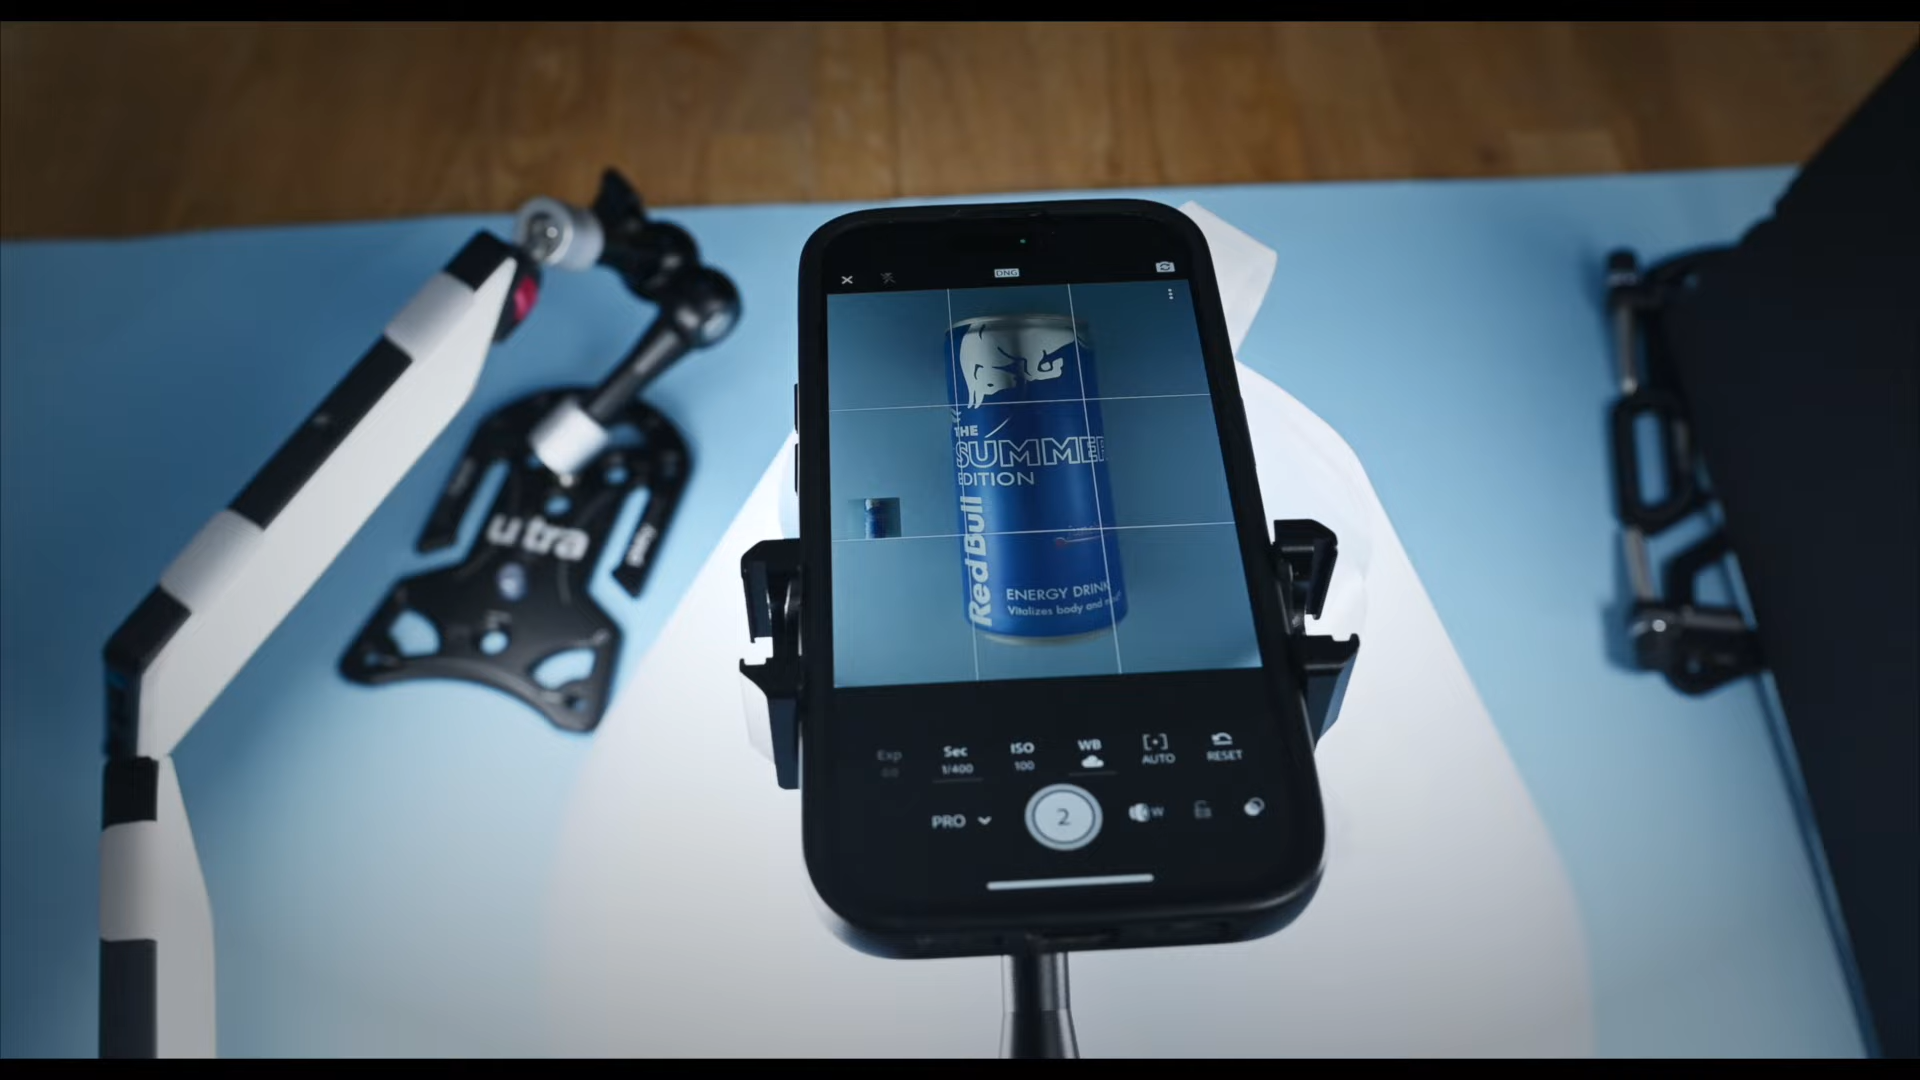 DNG
THE
SUMMER
EDITION
Red Bull
ENERGY DRINK
Vitalizes body and
ultra
Exp
Sec
1/400
ISO
100
WB
AUTO
RESET
PRO
2
W